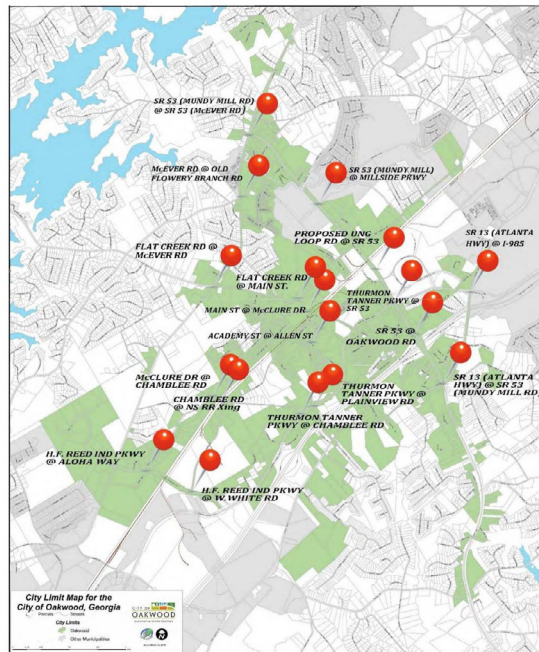 SR 53 (MUNDY MILL RD)
@ SR 53 (McEVER RD)
McEVER RD @ OLD
FLOWERY BRANCH RD
SR 53 (MUNDY MILL)
@ MILLSIDE PKWY
PROPOSED UNG
LOOP RD @ SR 53
SR 13 (ATLANTA
HWY) @ I-985
FLAT CREEK RD @
McEVER RD
FLAT CREEK RD
@ MAIN ST.
THURMON
TANNER PKWY @
SR 53
MAIN ST @ McCLURE DR
SR 53 @
OAKWOOD RD
ACADEMY ST @ ALLEN ST
McCLURE DR @
CHAMBLEE RD
CHAMBLEE RD
@ NS RR Xing
THURMON
TANNER PKWY @
PLAINVIEW RD
SR 13 (ATLANTA
HWY) @ SR 53
(MUNDY MILL RD)
THURMON TANNER
PKWY @ CHAMBLEE RD
H.F. REED IND PKWY
@ ALOHA WAY
H.F. REED IND PKWY
@ W.WHITE RD
City Limit Map for the
City of Oakwood, Georgia
Parcels
Streets
City Limits
Oakwood
Other Municipalities
CITY OF
OAKWOOD